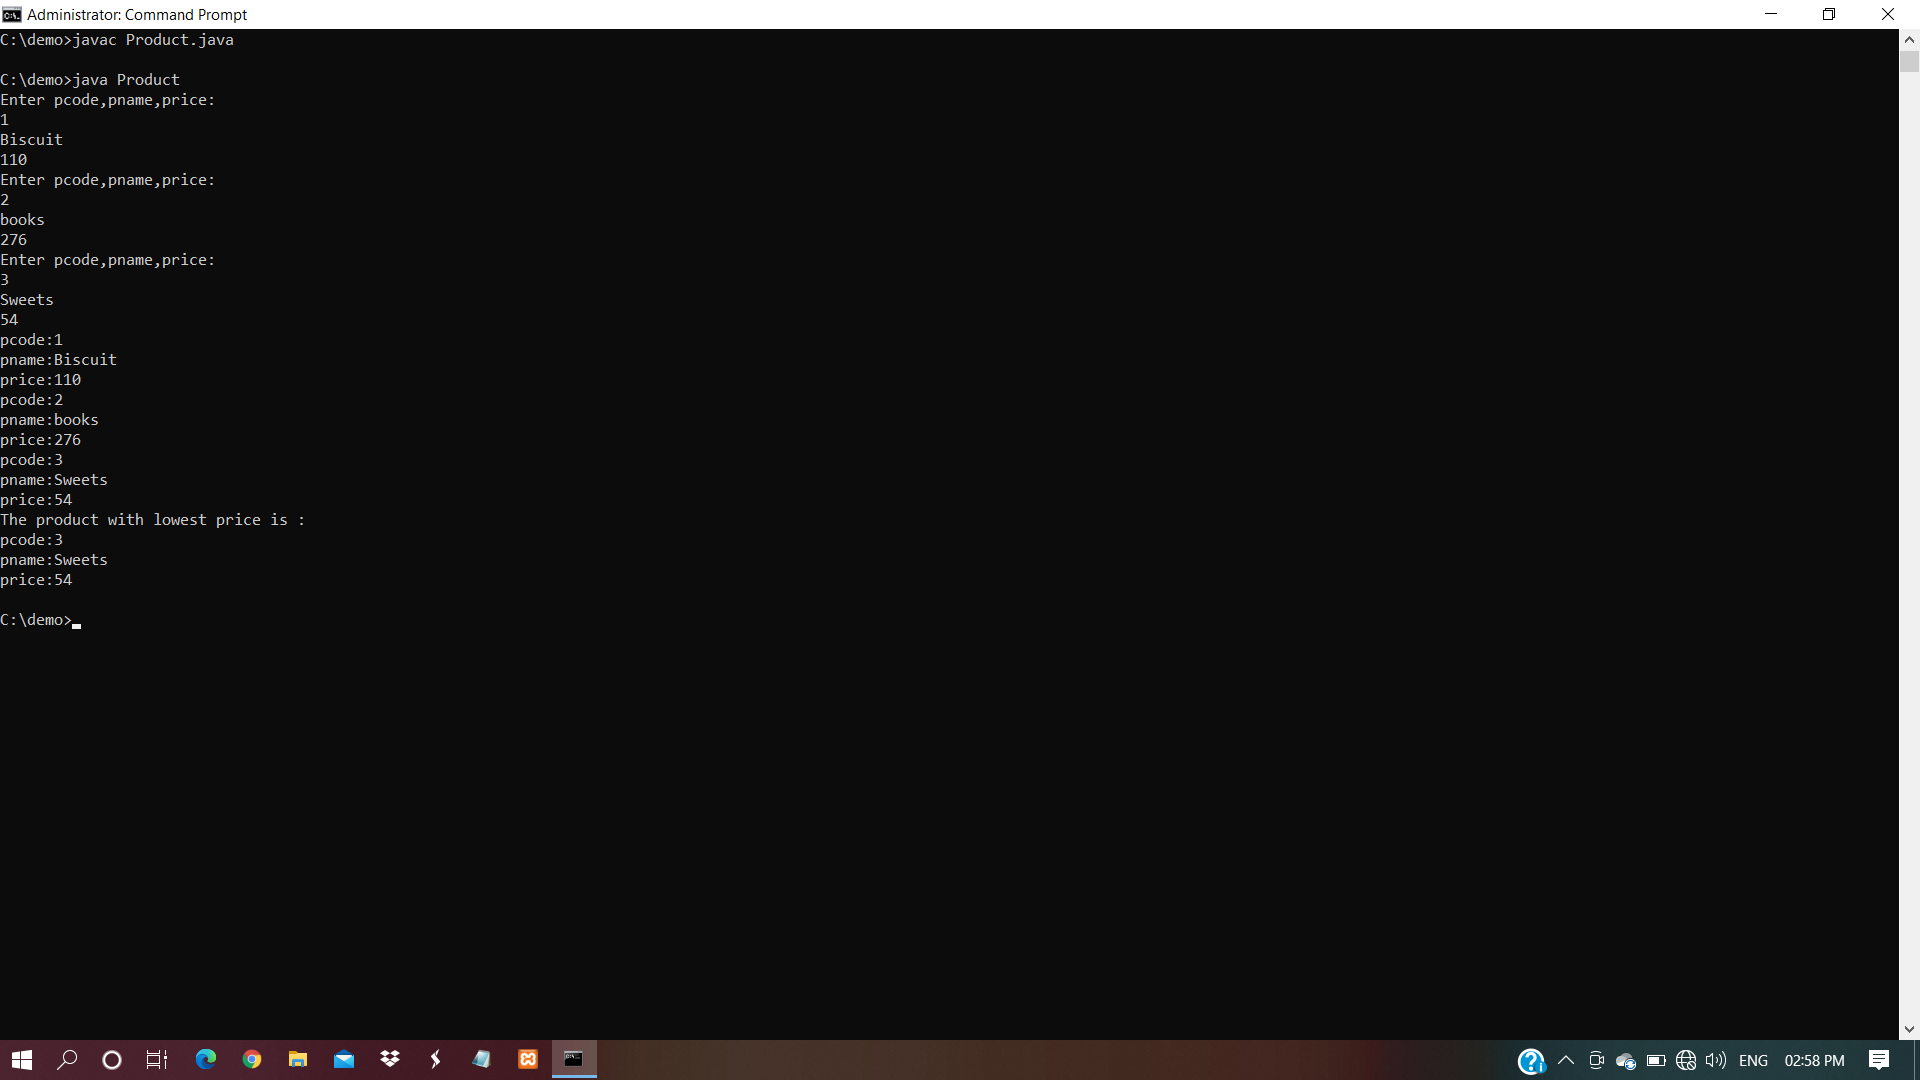 Administrator: Command Prompt
C:\demo>javac Product.java
C:\demo>java Product
Enter pcode,pname,price:
1
Biscuit
110
Enter pcode,pname,price:
2
books
276
Enter pcode,pname,price:
3
Sweets
54
pcode:1
pname:Biscuit
price:110
pcode:2
pname:books
price:276
pcode:3
pname:Sweets
price:54
The product with lowest price is :
pcode:3
pname:Sweets
price:54
C:\demo>
ENG 02:58 PM